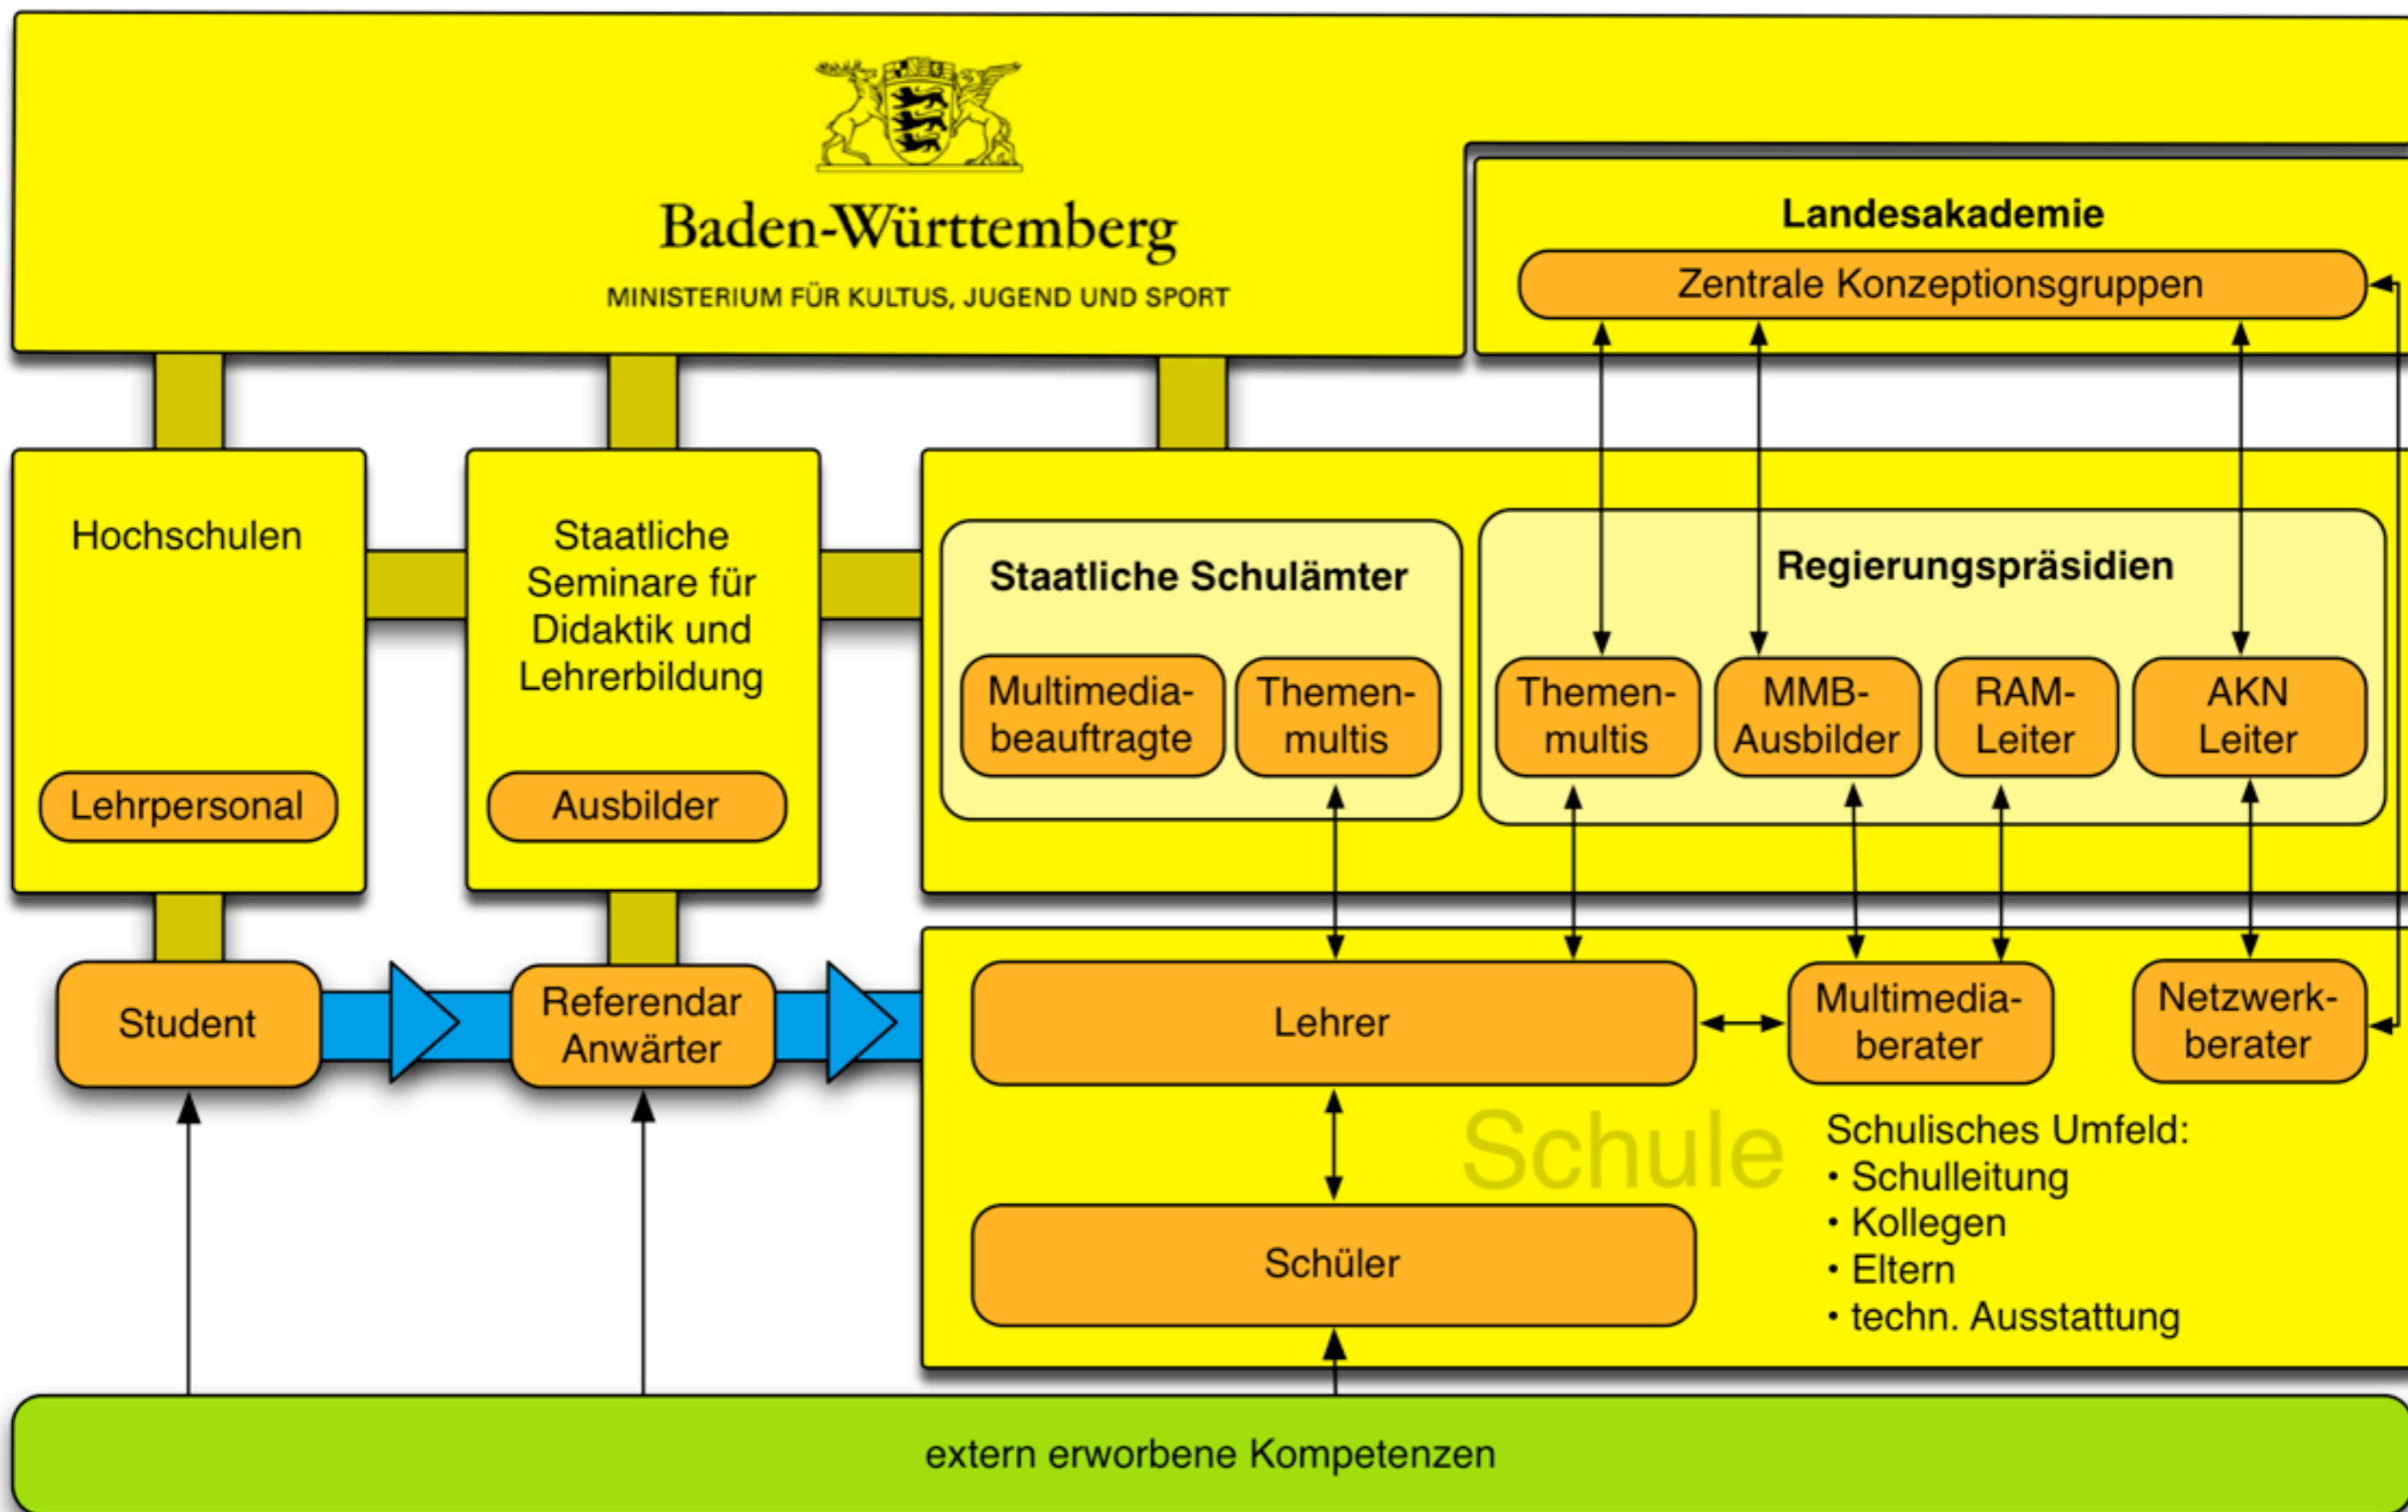 Baden-Württemberg
MINISTERIUM FÜR KULTUS, JUGEND UND SPORT
Landesakademie
Zentrale Konzeptionsgruppen
Hochschulen
Lehrpersonal
Staatliche
Seminare für
Didaktik und
Lehrerbildung
Ausbilder
Staatliche Schulämter
Multimedia-
beauftragte
Themen-
multis
Regierungspräsidien
Themen-
multis
MMB-
Ausbilder
RAM-
Leiter
AKN
Leiter
Student
Referendar
Anwärter
Lehrer
Multimedia-
berater
Netzwerk-
berater
Schule
Schüler
Schulisches Umfeld:
• Schulleitung
• Kollegen
• Eltern
• techn. Ausstattung
extern erworbene Kompetenzen